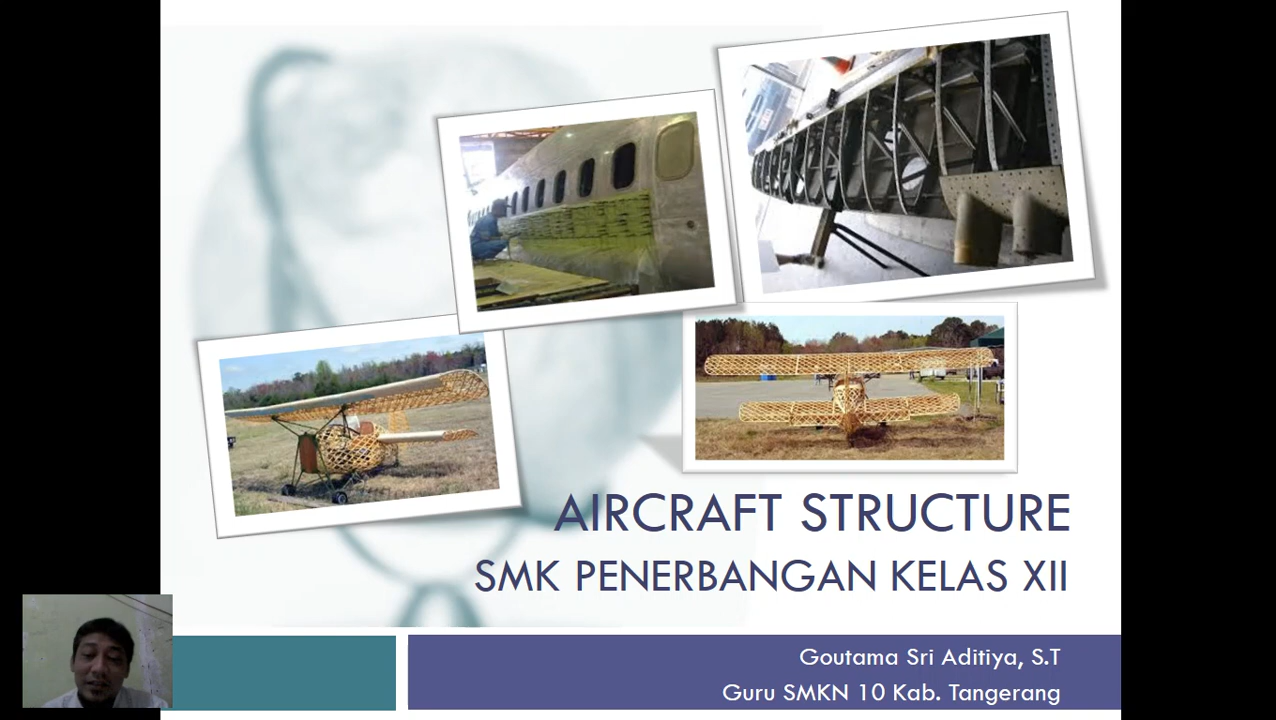 AIRCRAFT STRUCTURE
SMK PENERBANGAN KELAS XII
Goutama Sri Aditiya, S.T
Guru SMKN 10 Kab. Tangerang